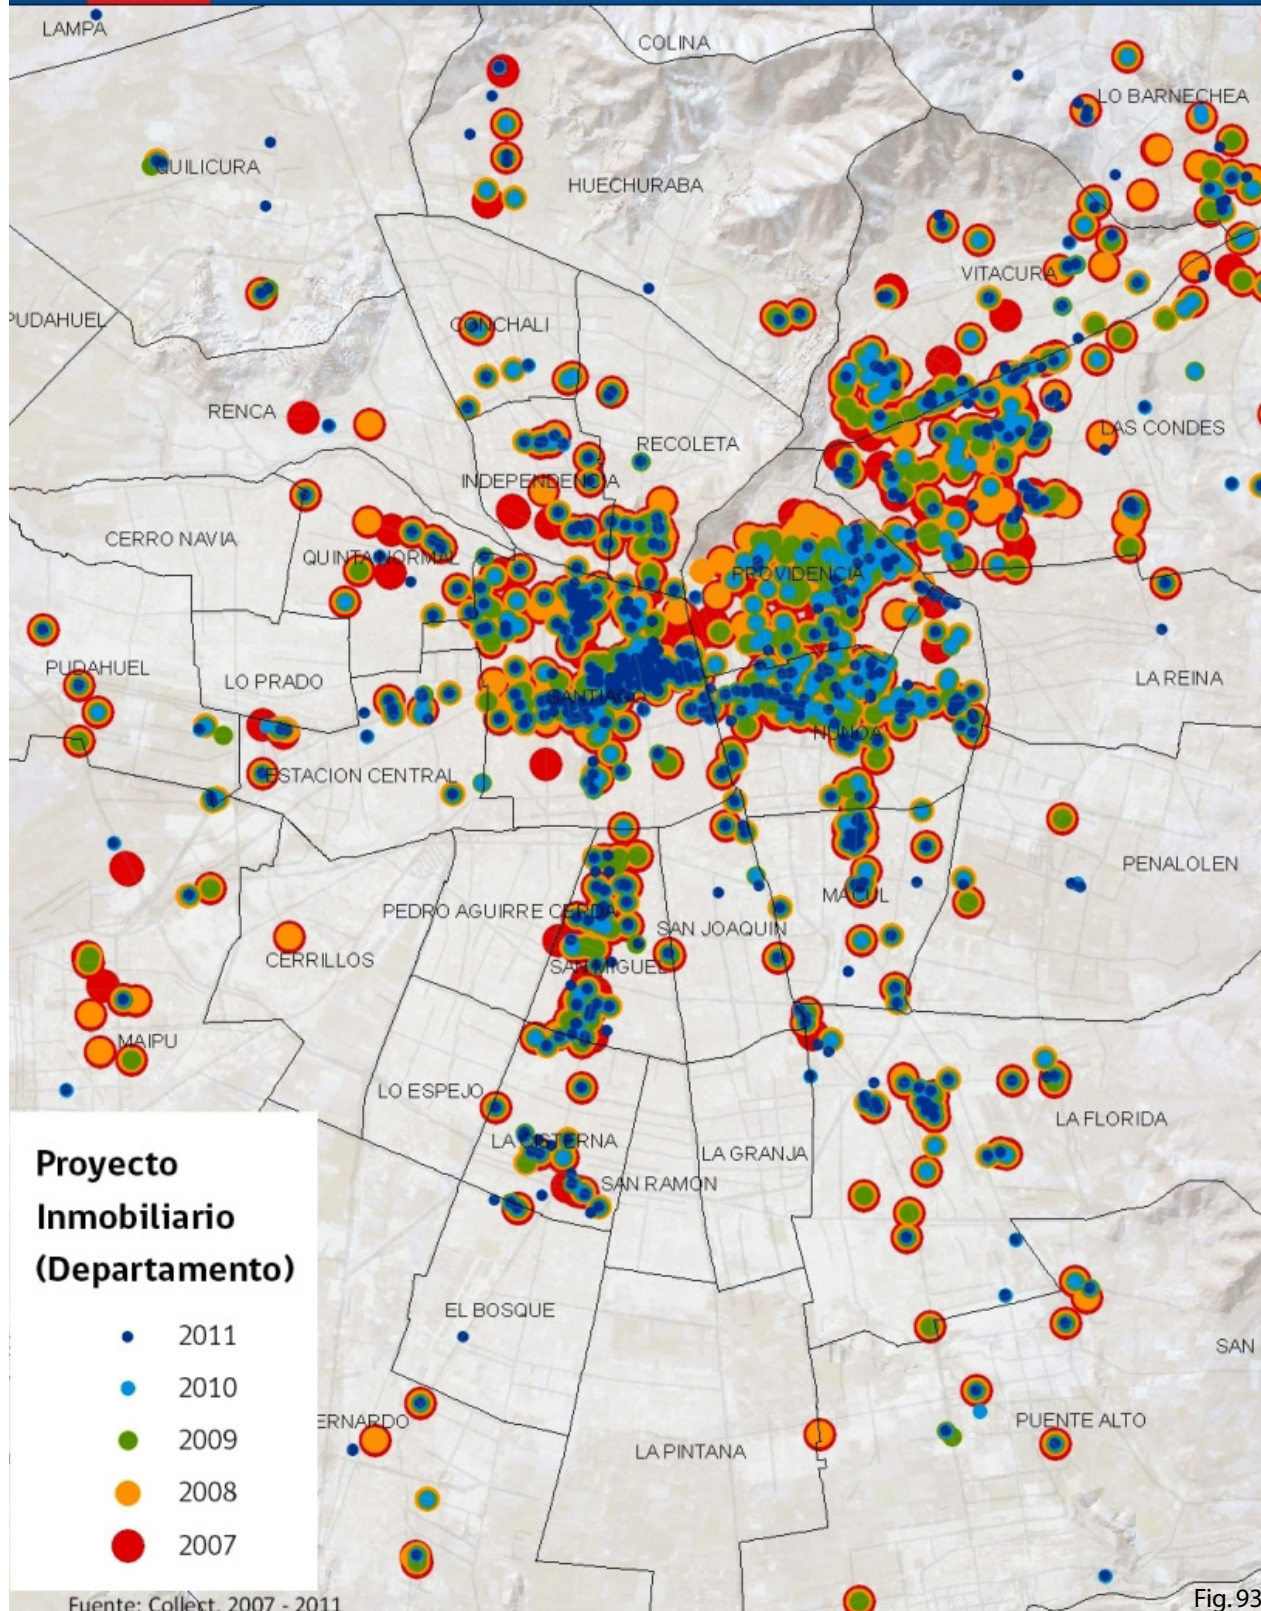 LAMPA
COLINA
LO BARNECHEA
QUILICURA
HUECHURABA
VITACURA
PUDAHUEL
CONCHALI
RENCA
LAS CONDES
RECOLETA
INDEPENDENCIA
CERRO NAVIA
QUINTA NORMAL
PROVIDENCIA
PUDAHUEL
LO PRADO
LA REINA
SANTIAGO
ÑUÑOA
ESTACION CENTRAL
PENALOLEN
MACUL
PEDRO AGUIRRE CERDA
SAN JOAQUIN
CERRILLOS
SAN MIGUEL
MAIPU
LO ESPEJO
LA FLORIDA
LA CISTERNA
LA GRANJA
SAN RAMON
Proyecto
Inmobiliario
(Departamento)
2011
2010
2009
2008
2007
EL BOSQUE
SAN
ERNARDO
PUENTE ALTO
LA PINTANA
Fuente: Collect, 2007 - 2011
Fig. 93